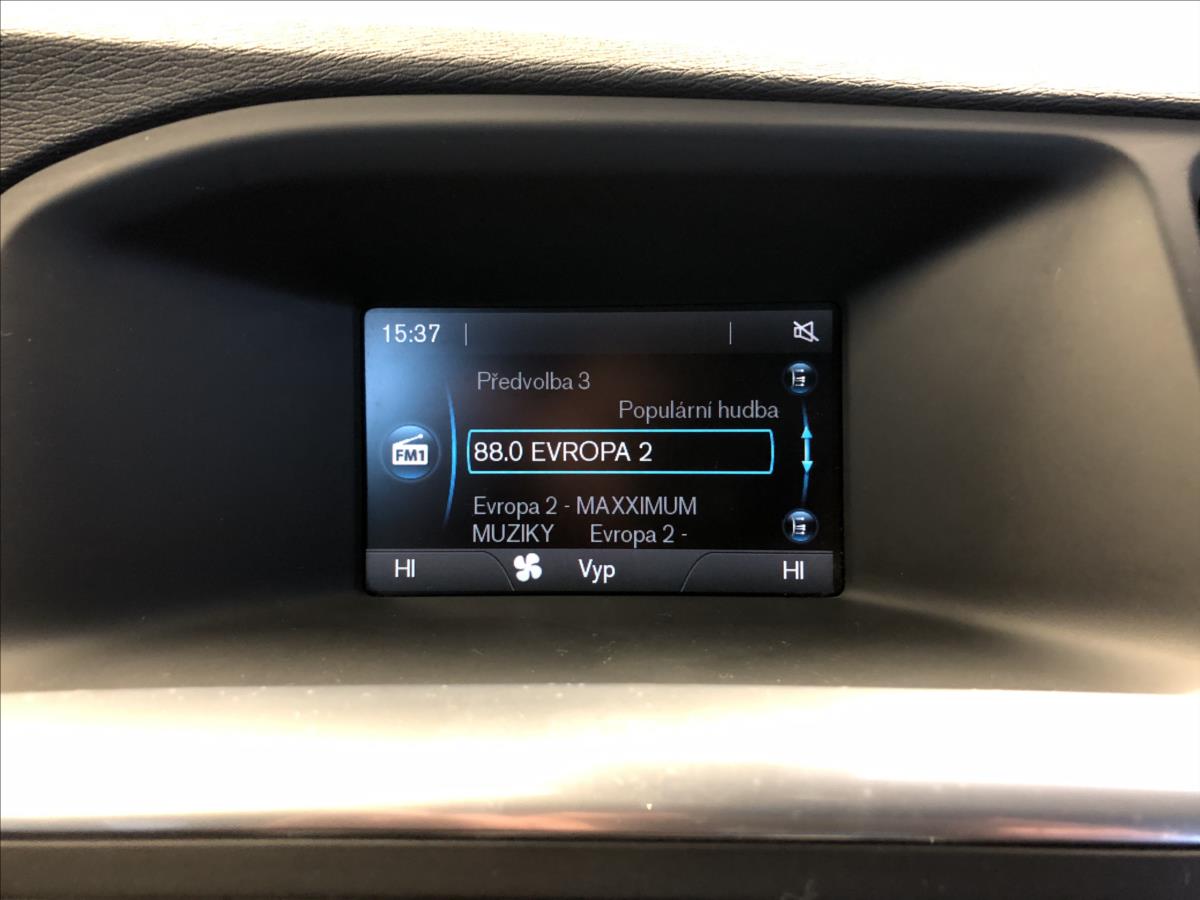 15:37
Předvolba 3
Populární hudba
FM1
88.0 EVROPA 2
Evropa 2 - MAXXIMUM
MUZIKY Evropa 2 -
HI Vyp HI